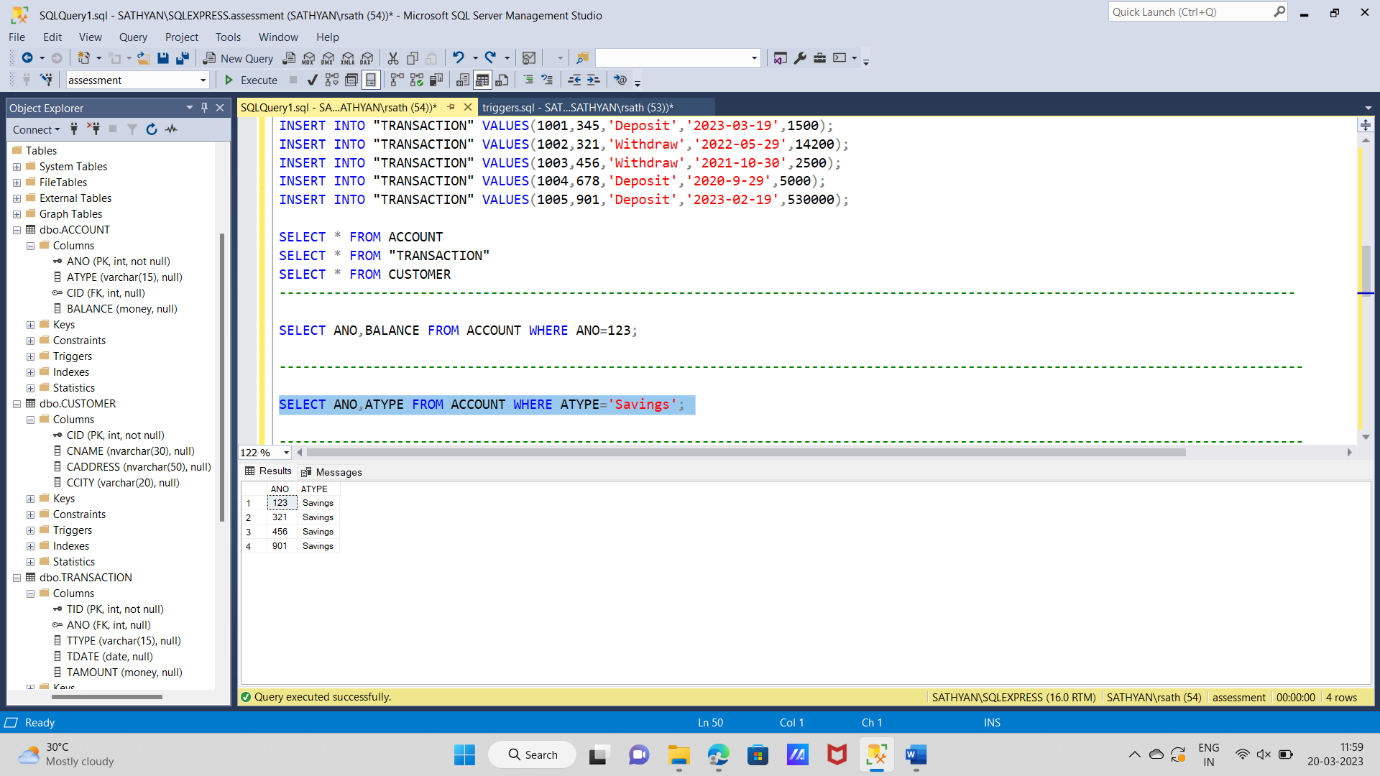 SQLQuery1.sql - SATHYAN\SQLEXPRESS.assessment (SATHYAN\rsath (54))* - Microsoft SQL Server Management Studio
Quick Launch (Ctrl+Q)
File Edit View Query Project Tools Window Help
New Query
assessment Execute
Object Explorer
SQLQuery1.sql - SA...ATHYAN\rsath (54))* triggers.sql - SAT...SATHYAN\rsath (53))*
Connect
Tables
System Tables
FileTables
External Tables
Graph Tables
dbo.ACCOUNT
Columns
ANO (PK, int, not null)
ATYPE (varchar(15), null)
CID (FK, int, null)
BALANCE (money, null)
Keys
Constraints
Triggers
Indexes
Statistics
dbo.CUSTOMER
Columns
CID (PK, int, not null)
CNAME (nvarchar(30), null)
CADDRESS (nvarchar(50), null)
CCITY (varchar(20), null)
Keys
Constraints
Triggers
Indexes
Statistics
dbo.TRANSACTION
Columns
TID (PK, int, not null)
ANO (FK, int, null)
TTYPE (varchar(15), null)
TDATE (date, null)
TAMOUNT (money, null)
Keys
INSERT INTO "TRANSACTION" VALUES(1001,345,'Deposit','2023-03-19',1500);
INSERT INTO "TRANSACTION" VALUES(1002,321,'Withdraw','2022-05-29',14200);
INSERT INTO "TRANSACTION" VALUES(1003,456,'Withdraw','2021-10-30',2500);
INSERT INTO "TRANSACTION" VALUES(1004,678,'Deposit','2020-9-29',5000);
INSERT INTO "TRANSACTION" VALUES(1005,901,'Deposit','2023-02-19',530000);
SELECT * FROM ACCOUNT
SELECT * FROM "TRANSACTION"
SELECT * FROM CUSTOMER
SELECT ANO,BALANCE FROM ACCOUNT WHERE ANO=123;
SELECT ANO,ATYPE FROM ACCOUNT WHERE ATYPE='Savings';
122 %
Results Messages
ANO ATYPE
1 123 Savings
2 321 Savings
3 456 Savings
4 901 Savings
Query executed successfully. SATHYAN\SQLEXPRESS (16.0 RTM) SATHYAN\rsath (54) assessment 00:00:00 4 rows
Ready Ln 50 Col 1 Ch 1 INS
30°C
Mostly cloudy
Search
ENG
IN
11:59
20-03-2023